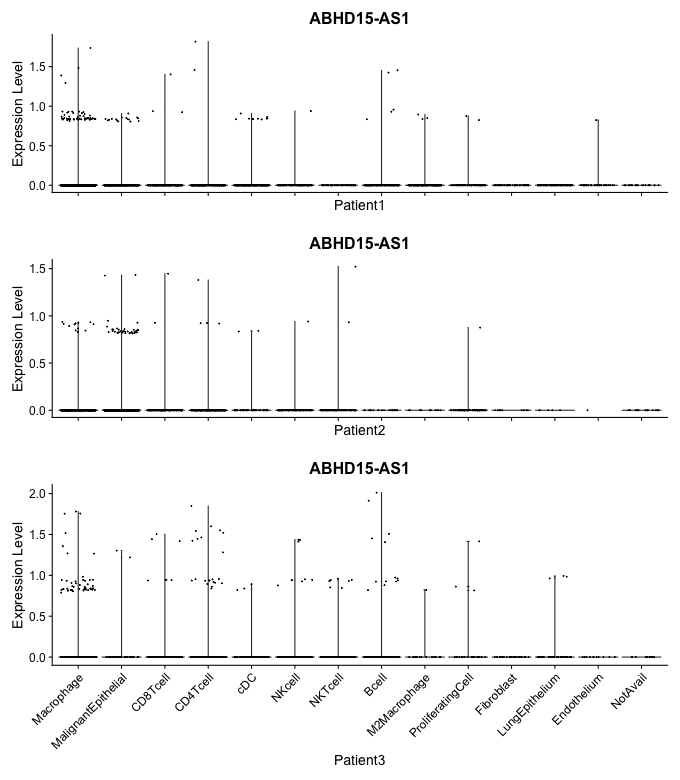 ABHD15-AS1
Expression Level
1.5
1.0
0.5
0.0
Patient1
ABHD15-AS1
Expression Level
1.5
1.0
0.5
0.0
Patient2
ABHD15-AS1
Expression Level
2.0
1.5
1.0
0.5
0.0
Macrophage
MalignantEpithelial
CD8Tcell
CD4Tcell
cDC
NKcell
NKTcell
Bcell
M2Macrophage
ProliferatingCell
Fibroblast
LungEpithelium
Endothelium
NotAvail
Patient3